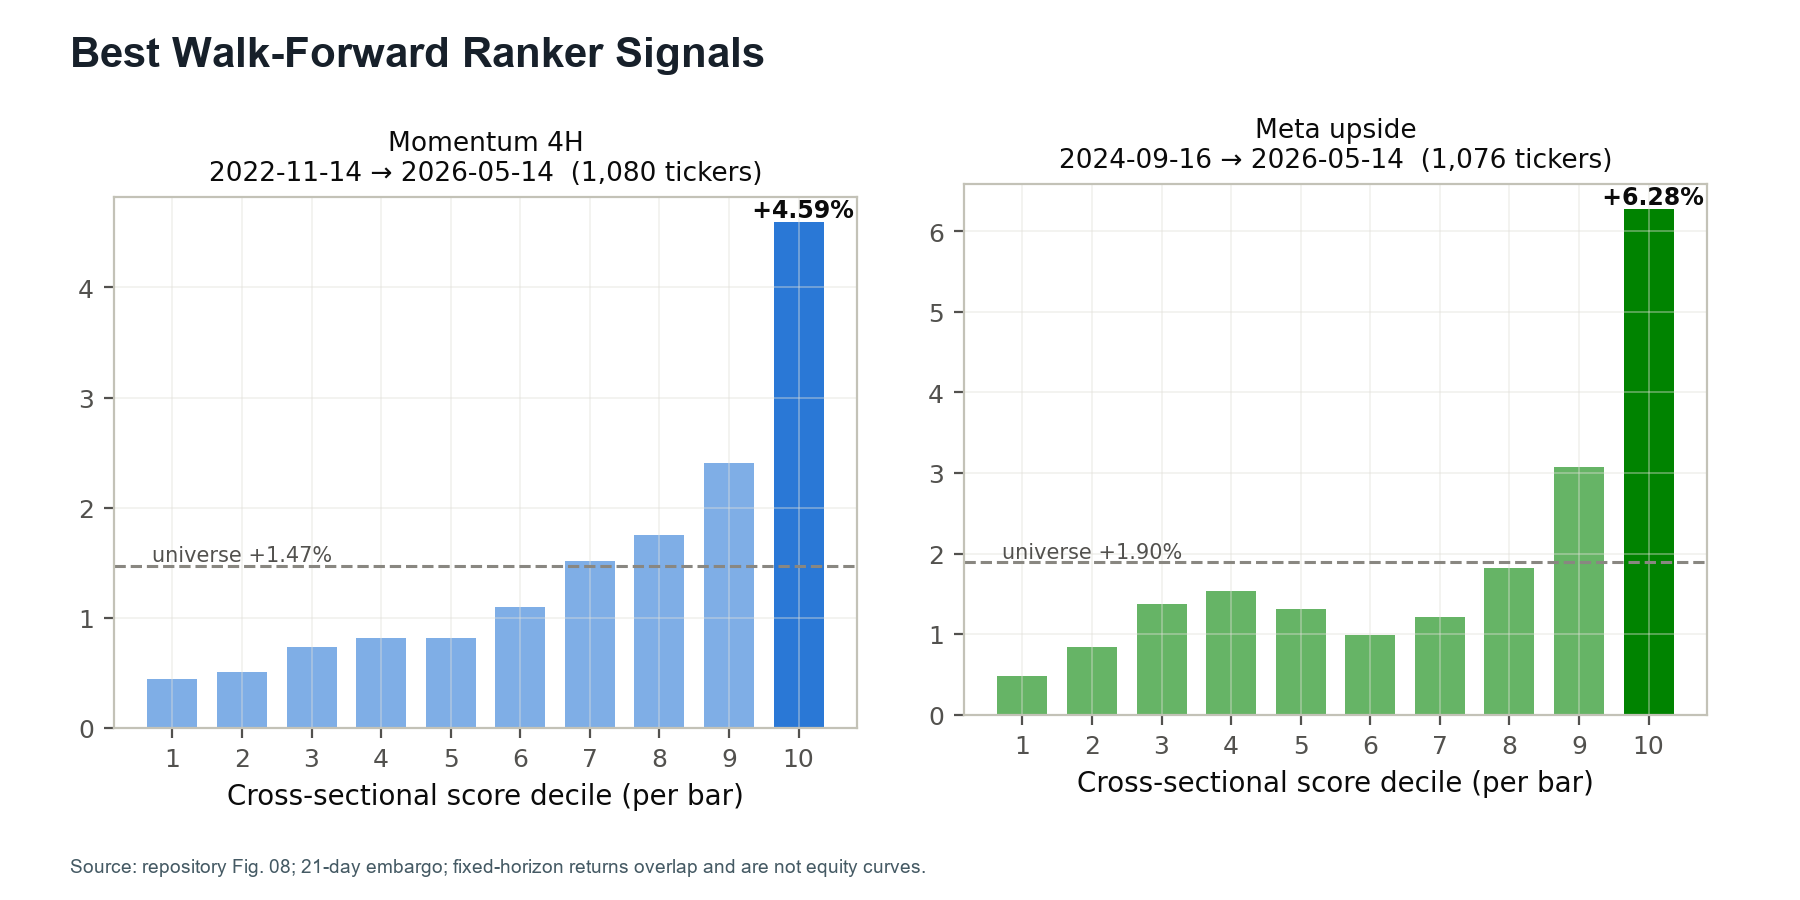 Best Walk-Forward Ranker Signals
Momentum 4H
2022-11-14 → 2026-05-14  (1,080 tickers)
+4.59%
4
3
2
universe +1.47%
1
0
1 2 3 4 5 6 7 8 9 10
Cross-sectional score decile (per bar)
Meta upside
2024-09-16 → 2026-05-14  (1,076 tickers)
+6.28%
6
5
4
3
2
universe +1.90%
1
0
1 2 3 4 5 6 7 8 9 10
Cross-sectional score decile (per bar)
Source: repository Fig. 08; 21-day embargo; fixed-horizon returns overlap and are not equity curves.